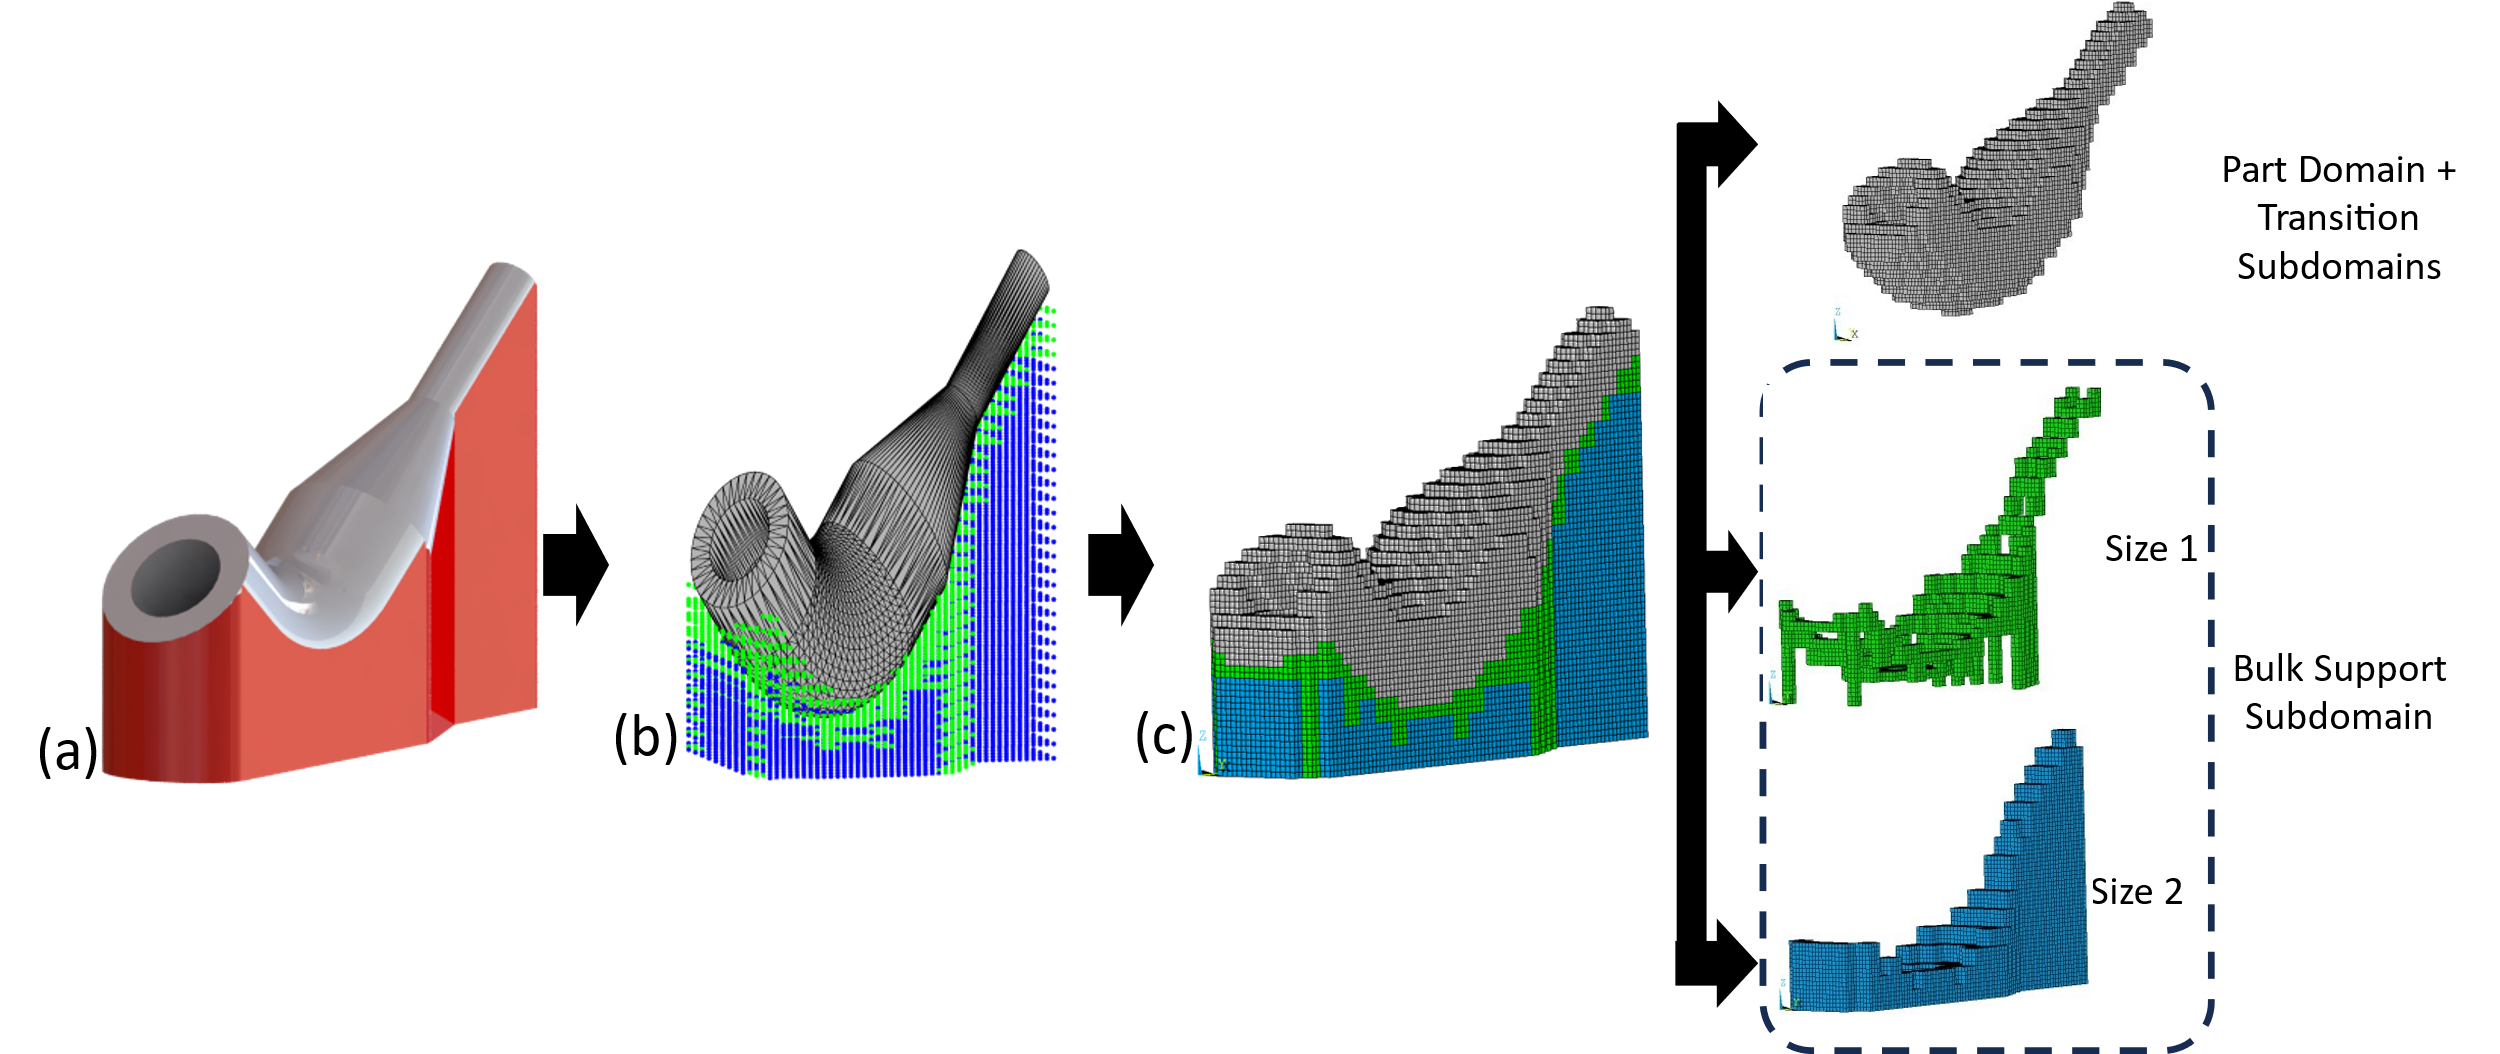 (a)
(b)
(c)
Z
Y
Part Domain +
Transition
Subdomains
Z
X
Size 1
Z
Bulk Support
Subdomain
Size 2
Z
Y